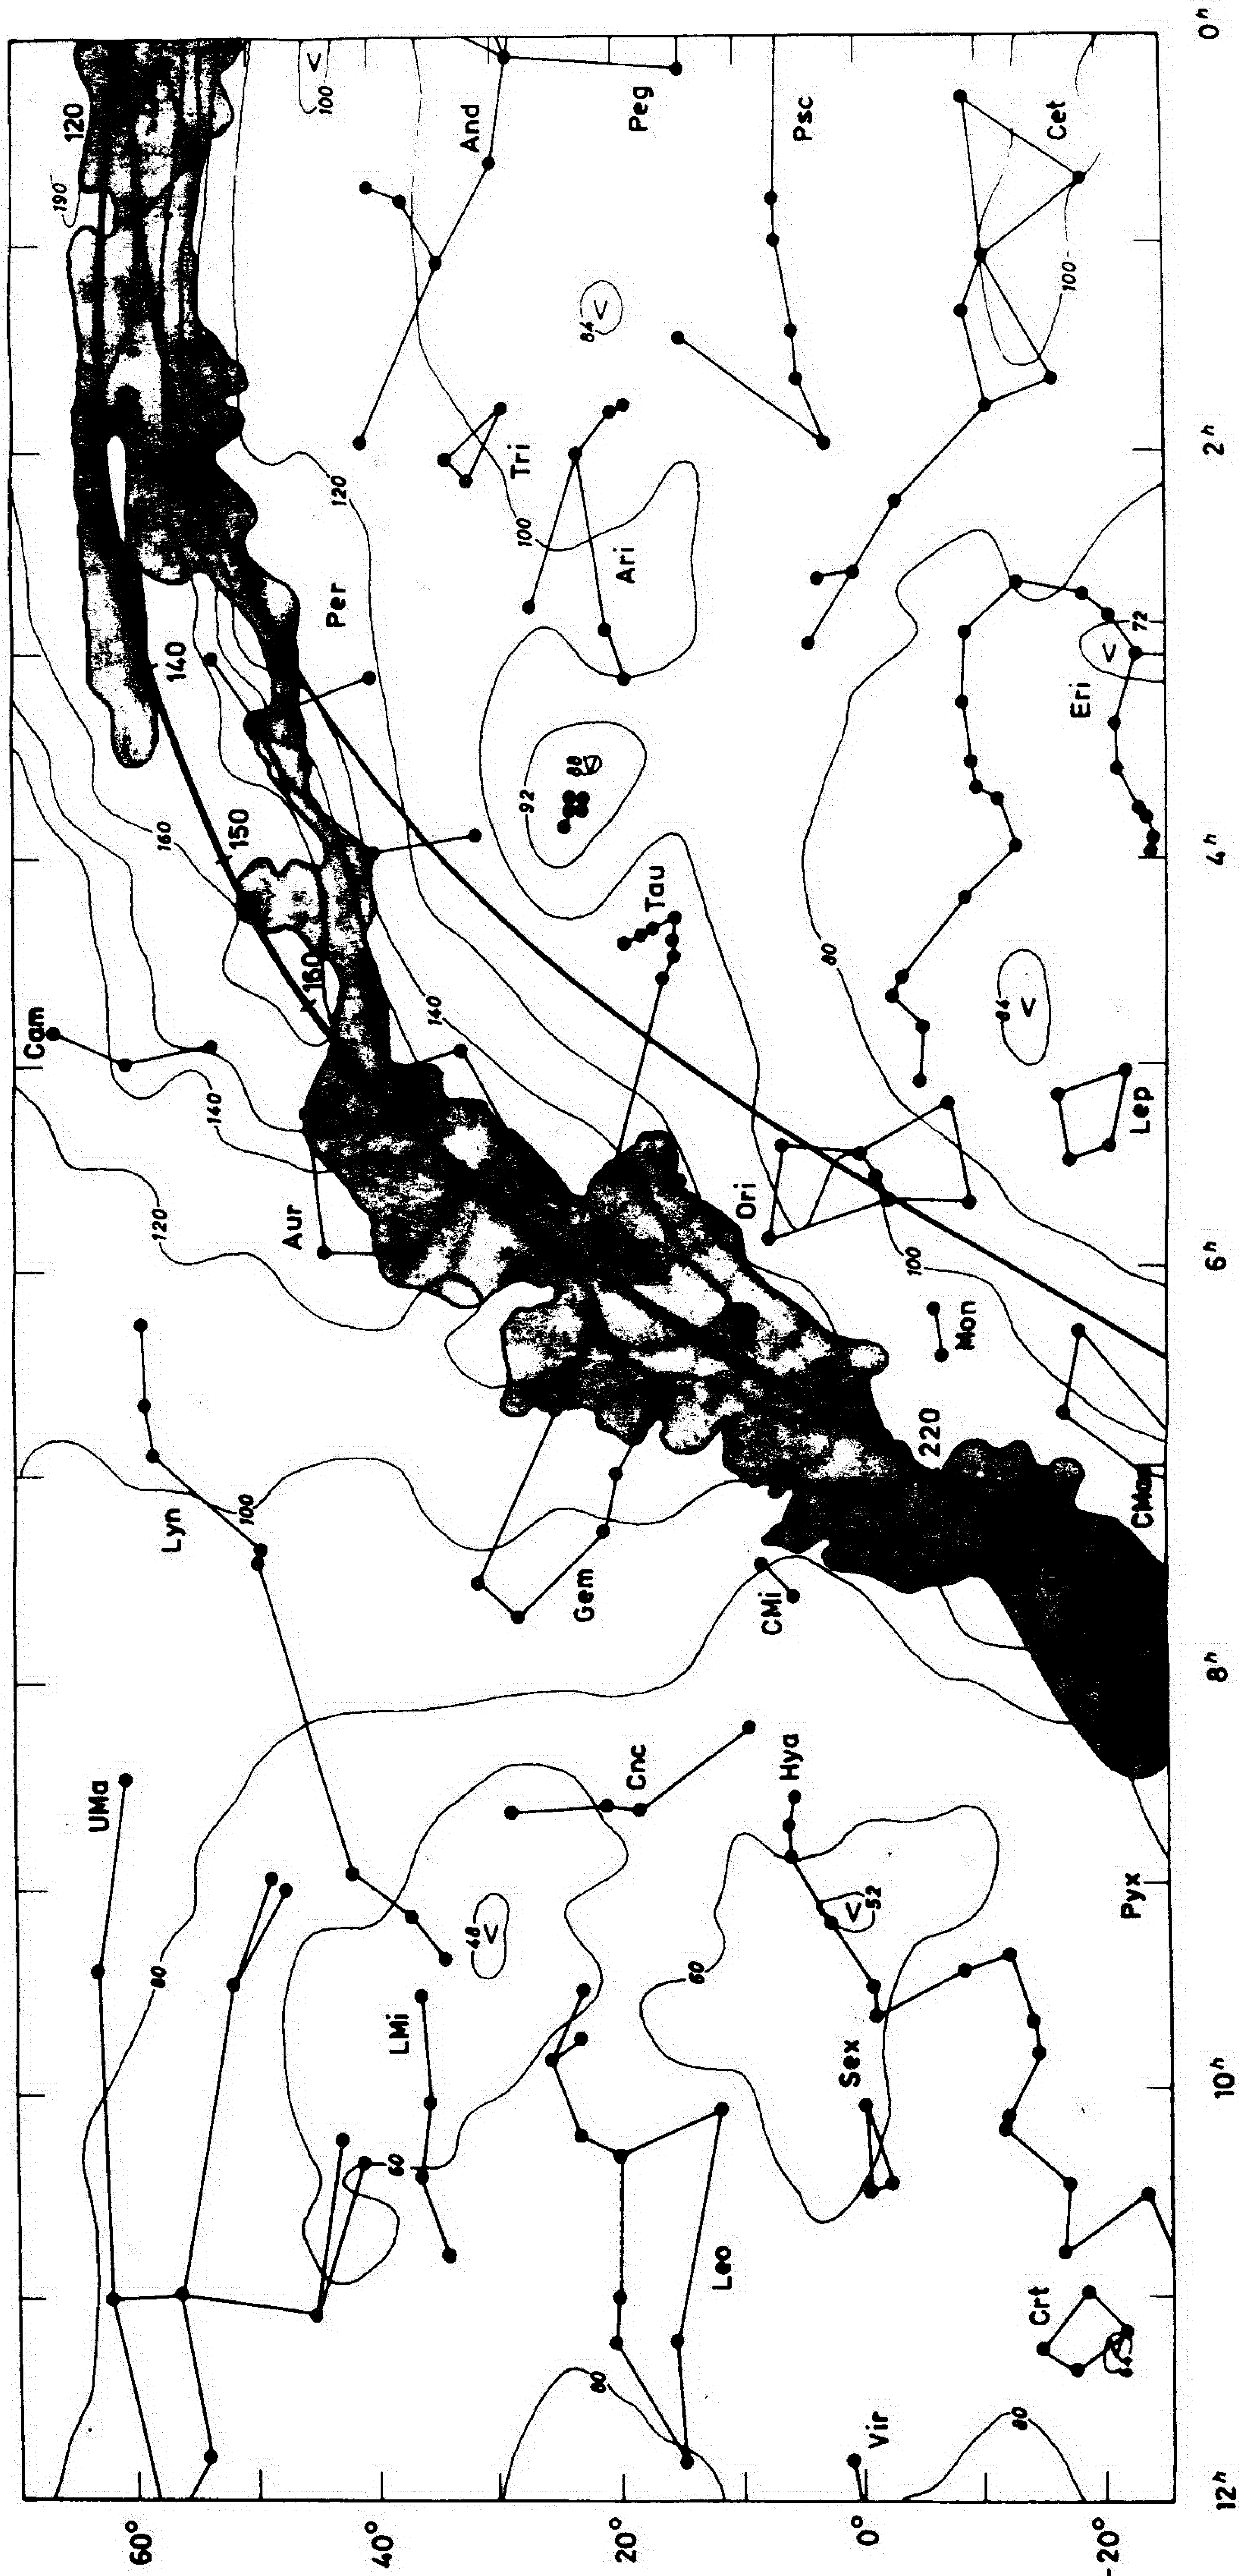 0ʰ
2ʰ
4ʰ
6ʰ
8ʰ
10ʰ
12ʰ
60°
40°
20°
0°
-20°
120
190
100
<
And
Peg
Psc
Cet
100
84
<
Tri
120
100
Ari
Per
140
72
<
Eri
88
92
150
160
Tau
80
160
84
<
140
Cam
140
Lep
120
Aur
Ori
100
Mon
220
CMa
100
Lyn
Gem
CMi
UMa
Cnc
Hya
52
<
Pyx
48
<
80
60
LMi
Sex
60
Leo
Crt
64
80
80
Vir